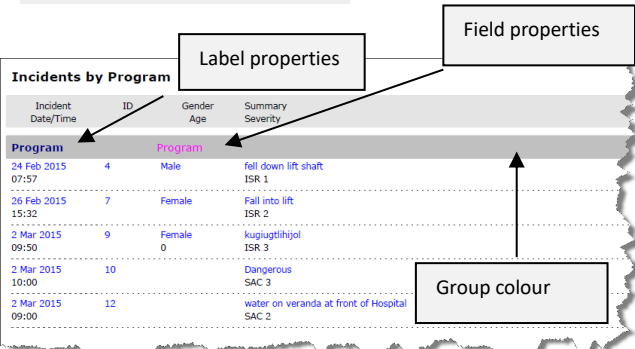 Field properties
Label properties
Incidents by Program
Incident ID Gender Summary
Date/Time Age Severity
Program Program
24 Feb 2015 4 Male fell down lift shaft
07:57 ISR 1
26 Feb 2015 7 Female Fall into lift
15:32 ISR 2
2 Mar 2015 9 Female kugiugtlihijol
09:50 0 ISR 3
2 Mar 2015 10 Dangerous
10:00 SAC 3
2 Mar 2015 12 water on veranda at front of Hospital
09:00 SAC 2
Group colour